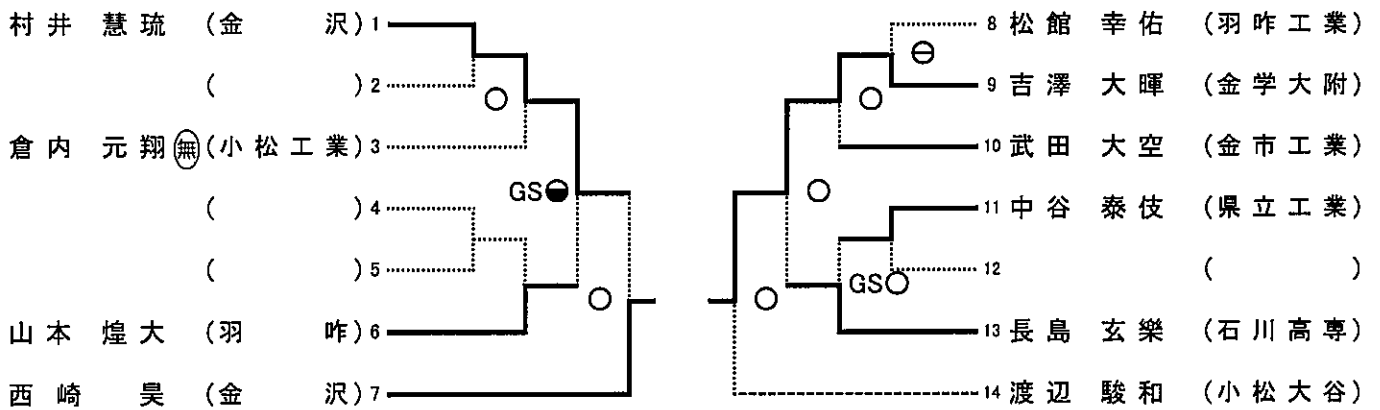 村井 慧琉 (金 沢) 1
( ) 2
倉内 元翔 無 (小松工業) 3
GS
( ) 4
( ) 5
山本 煌大 (羽 咋) 6
西崎 昊 (金 沢) 7
8 松館 幸佑 (羽咋工業)
9 吉澤 大暉 (金学大附)
10 武田 大空 (金市工業)
11 中谷 泰伎 (県立工業)
12 ( )
GS
13 長島 玄樂 (石川高専)
14 渡辺 駿和 (小松大谷)